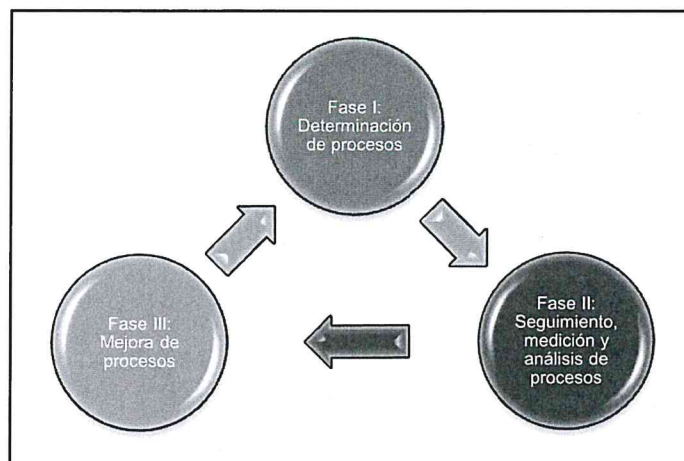 Fase I:
Determinación
de procesos
Fase II:
Seguimiento,
medición y
análisis de
procesos
Fase III:
Mejora de
procesos